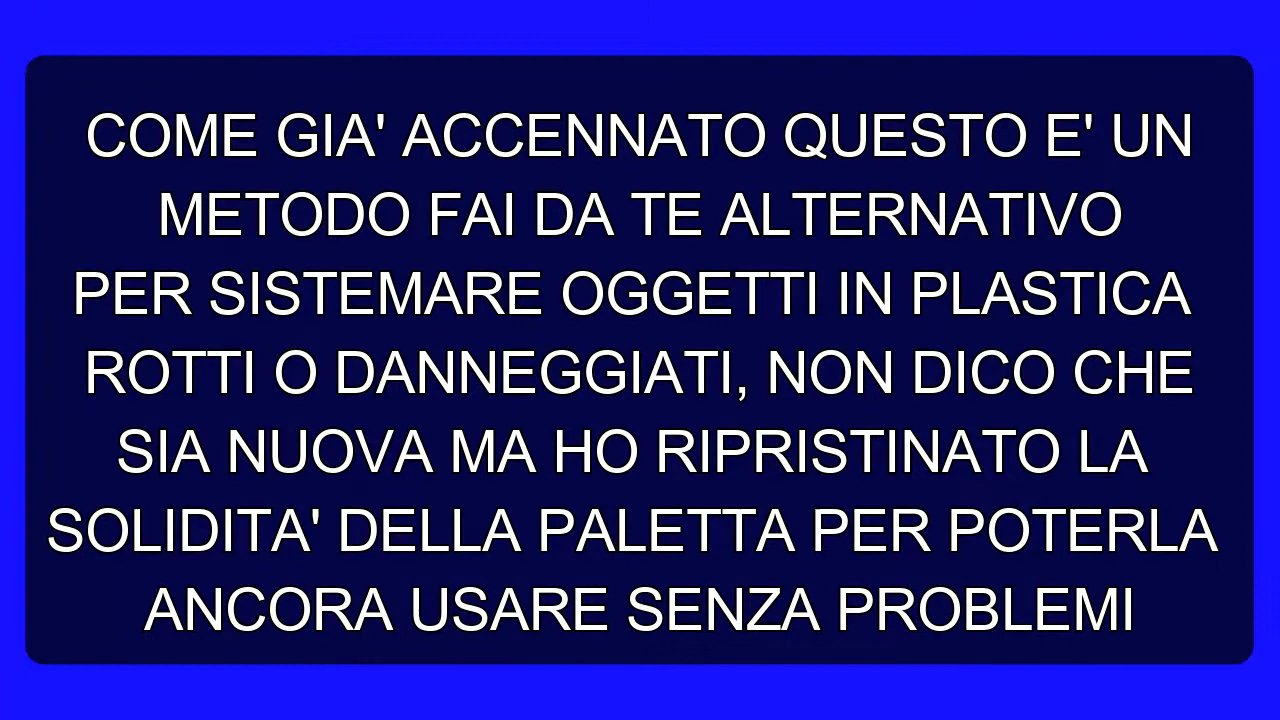 COME GIA' ACCENNATO QUESTO E' UN
METODO FAI DA TE ALTERNATIVO
PER SISTEMARE OGGETTI IN PLASTICA
ROTTI O DANNEGGIATI, NON DICO CHE
SIA NUOVA MA HO RIPRISTINATO LA
SOLIDITA' DELLA PALETTA PER POTERLA
ANCORA USARE SENZA PROBLEMI